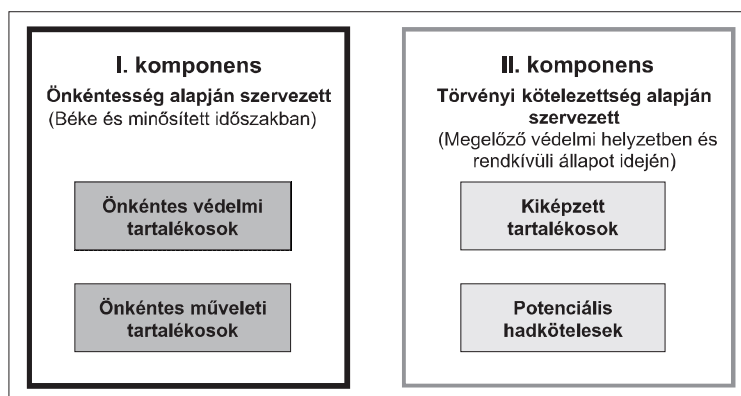 I. komponens
Önkéntesség alapján szervezett
(Béke és minősített időszakban)
Önkéntes védelmi
tartalékosok
Önkéntes műveleti
tartalékosok
II. komponens
Törvényi kötelezettség alapján
szervezett
(Megelőző védelmi helyzetben és
rendkívüli állapot idején)
Kiképzett
tartalékosok
Potenciális
hadkötelesek